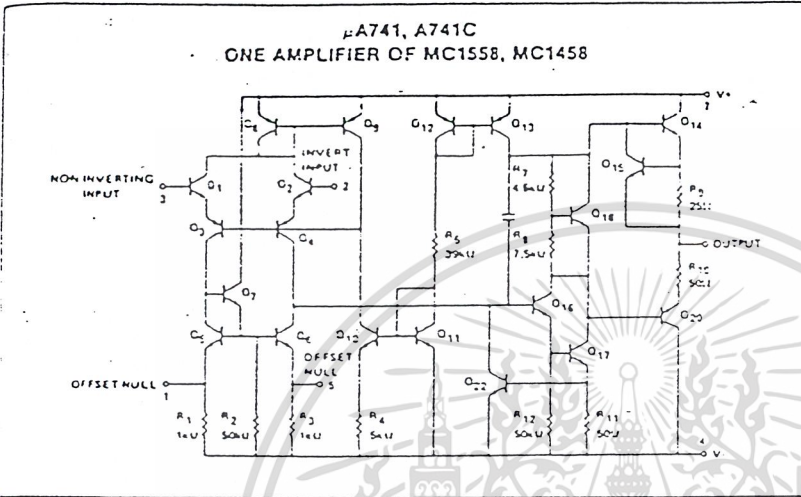 μA741, A741C
ONE AMPLIFIER OF MC1558, MC1458
V+
7
Q8
Q9
Q12
Q13
Q14
INVERT
INPUT
NON INVERTING
INPUT
3
Q1
Q2
2
R7
4.5kΩ
Q15
R9
25Ω
Q3
Q4
Q18
R5
39kΩ
R8
7.5kΩ
OUTPUT
R10
50Ω
Q7
Q16
Q20
Q5
Q6
Q10
Q11
Q17
OFFSET
NULL
5
Q22
OFFSET NULL
1
R1
1kΩ
R2
50kΩ
R3
1kΩ
R4
5kΩ
R12
50kΩ
R11
50Ω
4
V-